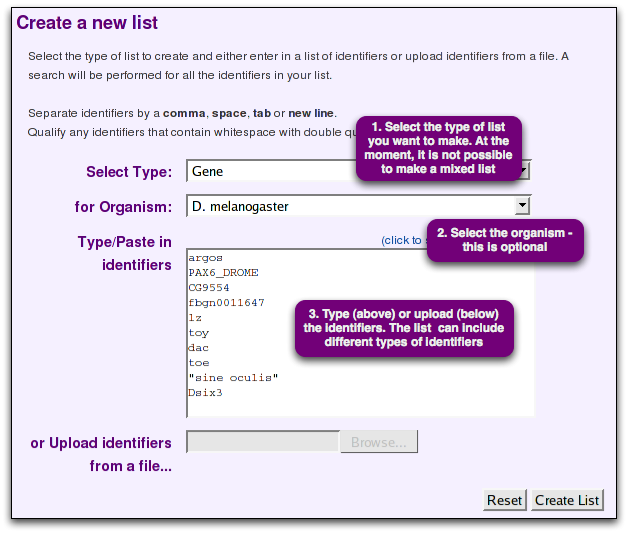 Create a new list
Select the type of list to create and either enter in a list of identifiers or upload identifiers from a file. A
search will be performed for all the identifiers in your list.
Separate identifiers by a comma, space, tab or new line.
Qualify any identifiers that contain whitespace with double
1. Select the type of list
you want to make. At the
moment, it is not possible
to make a mixed list
Select Type:
Gene
for Organism:
D. melanogaster
2. Select the organism -
this is optional
Type/Paste in
identifiers
(click to
argos
PAX6_DROME
CG9554
fbgn0011647
lz
toy
dac
toe
"sine oculis"
Dsix3
3. Type (above) or upload (below)
the identifiers. The list can include
different types of identifiers
or Upload identifiers
from a file...
Browse...
Reset
Create List